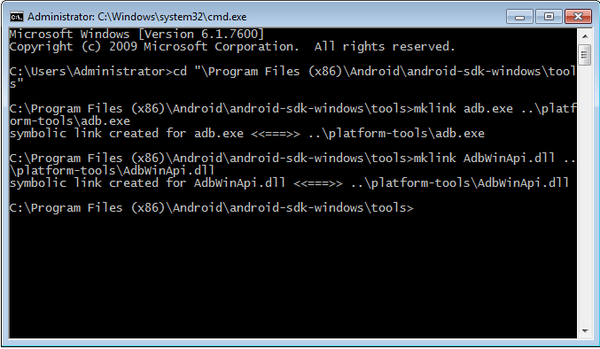 Administrator: C:\Windows\system32\cmd.exe
Microsoft Windows [Version 6.1.7600]
Copyright (c) 2009 Microsoft Corporation.  All rights reserved.
C:\Users\Administrator>cd "\Program Files (x86)\Android\android-sdk-windows\tool
s"
C:\Program Files (x86)\Android\android-sdk-windows\tools>mklink adb.exe ..\platf
orm-tools\adb.exe
symbolic link created for adb.exe <<===>> ..\platform-tools\adb.exe
C:\Program Files (x86)\Android\android-sdk-windows\tools>mklink AdbWinApi.dll ..
\platform-tools\AdbWinApi.dll
symbolic link created for AdbWinApi.dll <<===>> ..\platform-tools\AdbWinApi.dll
C:\Program Files (x86)\Android\android-sdk-windows\tools>